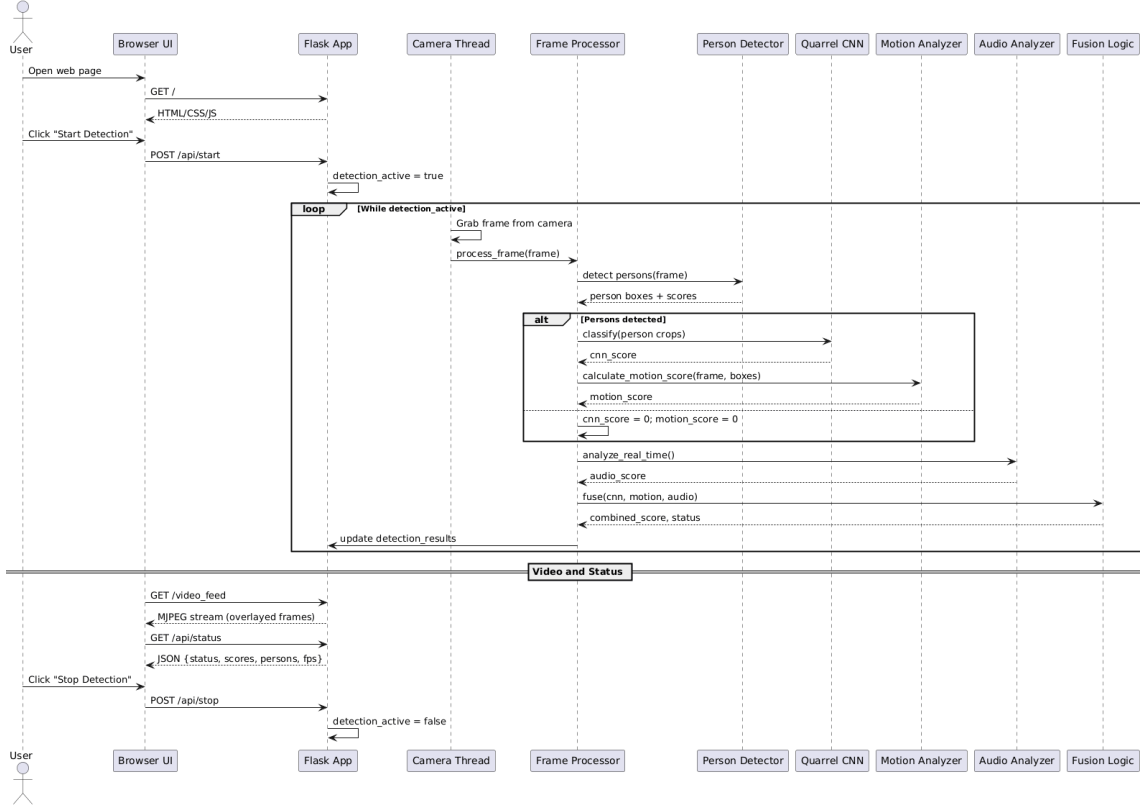 User
Browser UI
Flask App
Camera Thread
Frame Processor
Person Detector
Quarrel CNN
Motion Analyzer
Audio Analyzer
Fusion Logic
Open web page
GET /
HTML/CSS/JS
Click "Start Detection"
POST /api/start
detection_active = true
loop [While detection_active]
Grab frame from camera
process_frame(frame)
detect persons(frame)
person boxes + scores
alt [Persons detected]
classify(person crops)
cnn_score
calculate_motion_score(frame, boxes)
motion_score
cnn_score = 0; motion_score = 0
analyze_real_time()
audio_score
fuse(cnn, motion, audio)
combined_score, status
update detection_results
Video and Status
GET /video_feed
MJPEG stream (overlayed frames)
GET /api/status
JSON {status, scores, persons, fps}
Click "Stop Detection"
POST /api/stop
detection_active = false
User
Browser UI
Flask App
Camera Thread
Frame Processor
Person Detector
Quarrel CNN
Motion Analyzer
Audio Analyzer
Fusion Logic